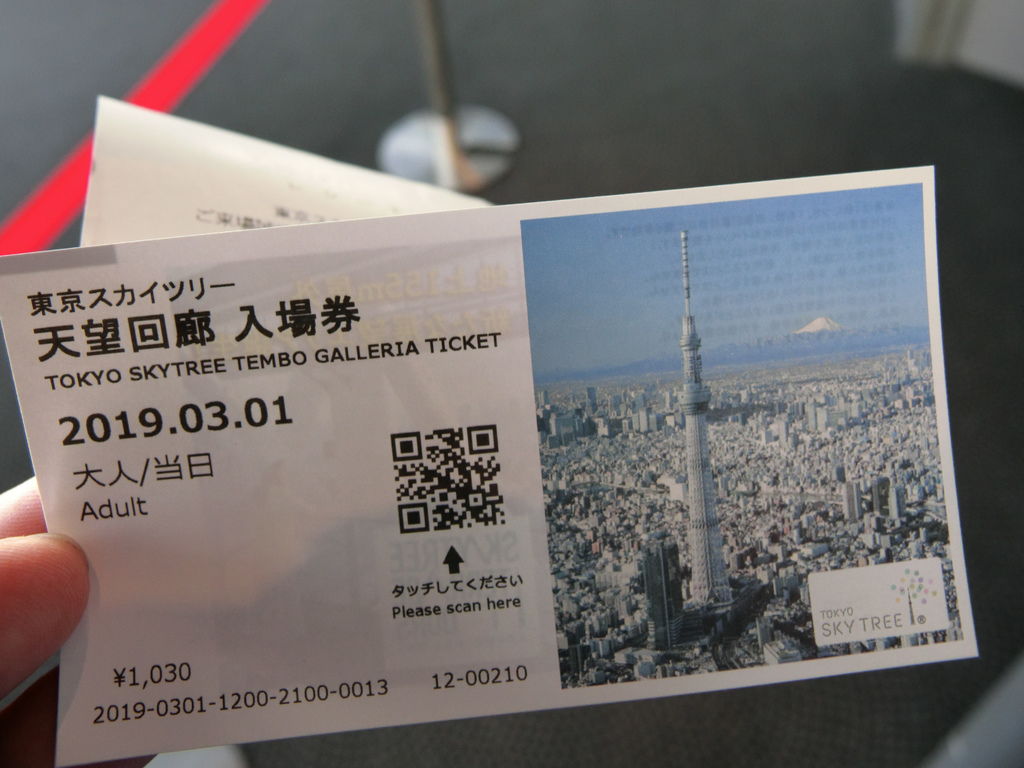 東京スカイツリー
天望回廊 入場券
TOKYO SKYTREE TEMBO GALLERIA TICKET
2019.03.01
大人/当日
Adult
タッチしてください
Please scan here
¥1,030
2019-0301-1200-2100-0013
12-00210
TOKYO
SKYTREE®